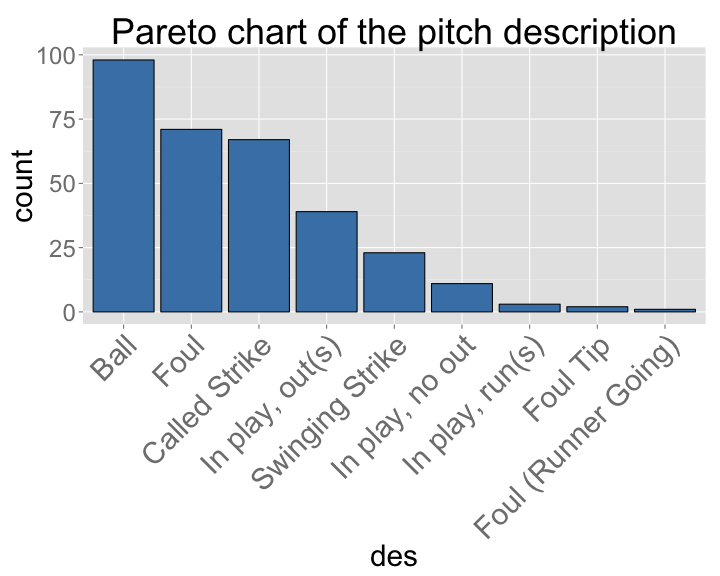 Pareto chart of the pitch description
count
100
75
50
25
0
Ball
Foul
Called Strike
In play, out(s)
Swinging Strike
In play, no out
In play, run(s)
Foul Tip
Foul (Runner Going)
des